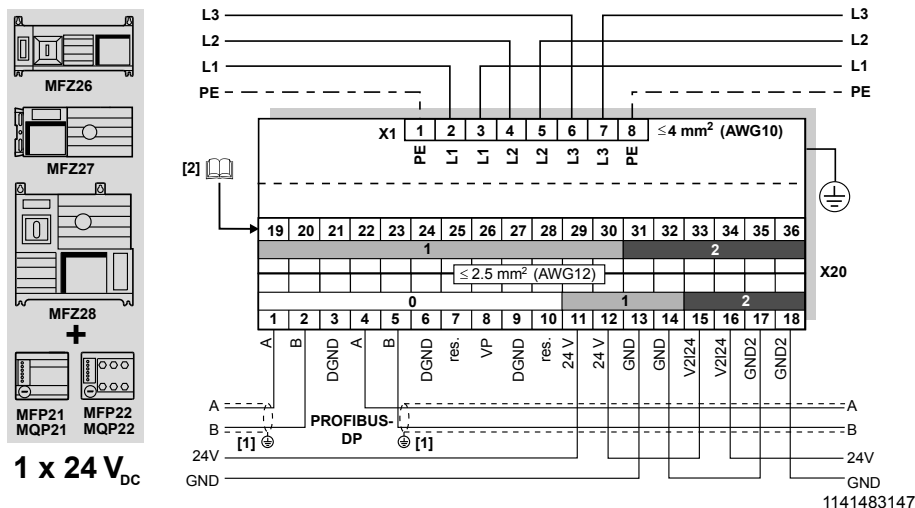 L3 L3
L2 L2
L1 L1
PE PE
MFZ26
X1 1 2 3 4 5 6 7 8 ≤4 mm² (AWG10)
PE L1 L1 L2 L2 L3 L3 PE
MFZ27
[2]
19 20 21 22 23 24 25 26 27 28 29 30 31 32 33 34 35 36
1 2
≤ 2.5 mm² (AWG12) X20
0 1 2
1 2 3 4 5 6 7 8 9 10 11 12 13 14 15 16 17 18
A B DGND A B DGND res. VP DGND res. 24 V 24 V GND GND V2I24 V2I24 GND2 GND2
MFZ28
+
MFP21 MFP22
MQP21 MQP22
1 x 24 VDC
A A
B B
PROFIBUS-
DP
[1] [1]
24V 24V
GND GND
1141483147